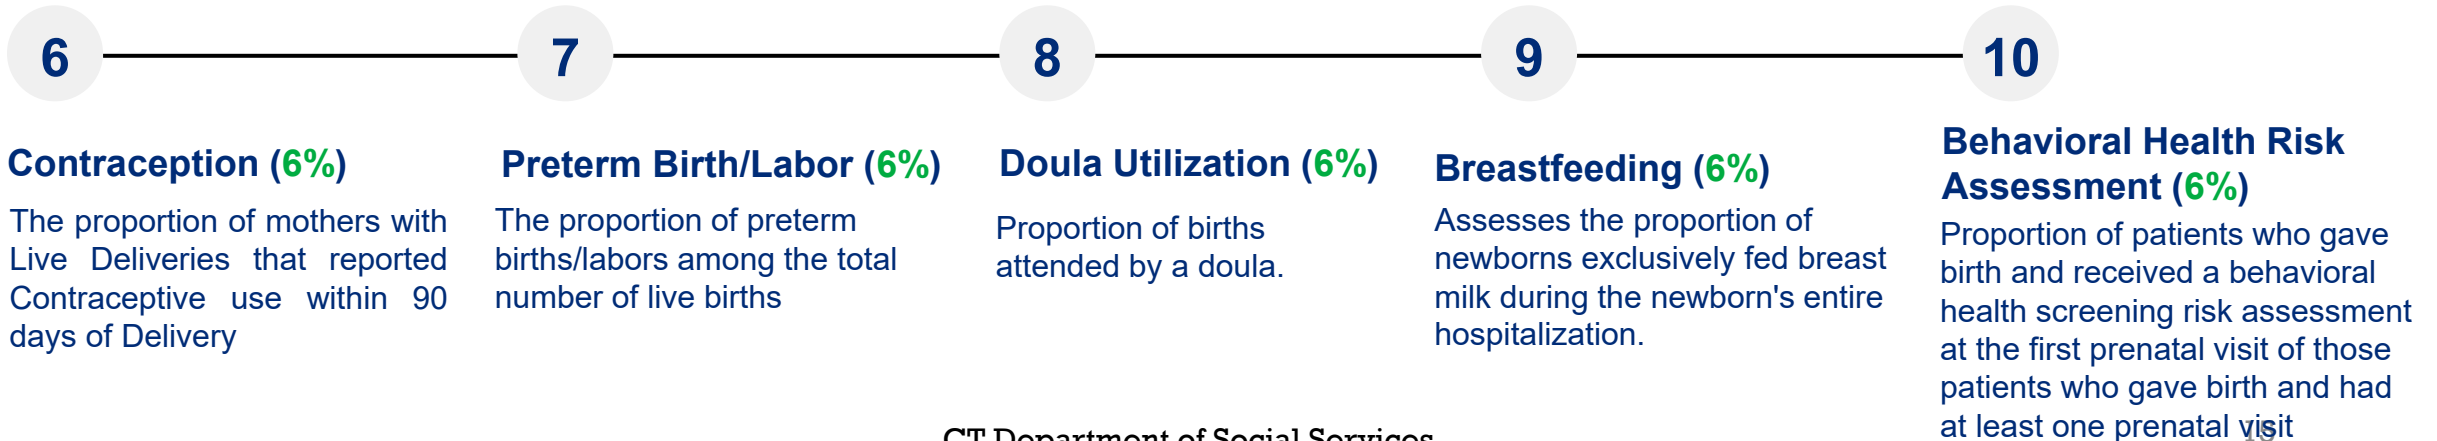 6
7
8
9
10
Contraception (6%)
The proportion of mothers with
Live Deliveries that reported
Contraceptive use within 90
days of Delivery
Preterm Birth/Labor (6%)
The proportion of preterm
births/labors among the total
number of live births
Doula Utilization (6%)
Proportion of births
attended by a doula.
Breastfeeding (6%)
Assesses the proportion of
newborns exclusively fed breast
milk during the newborn's entire
hospitalization.
Behavioral Health Risk
Assessment (6%)
Proportion of patients who gave
birth and received a behavioral
health screening risk assessment
at the first prenatal visit of those
patients who gave birth and had
at least one prenatal visit
CT Department of Social Services